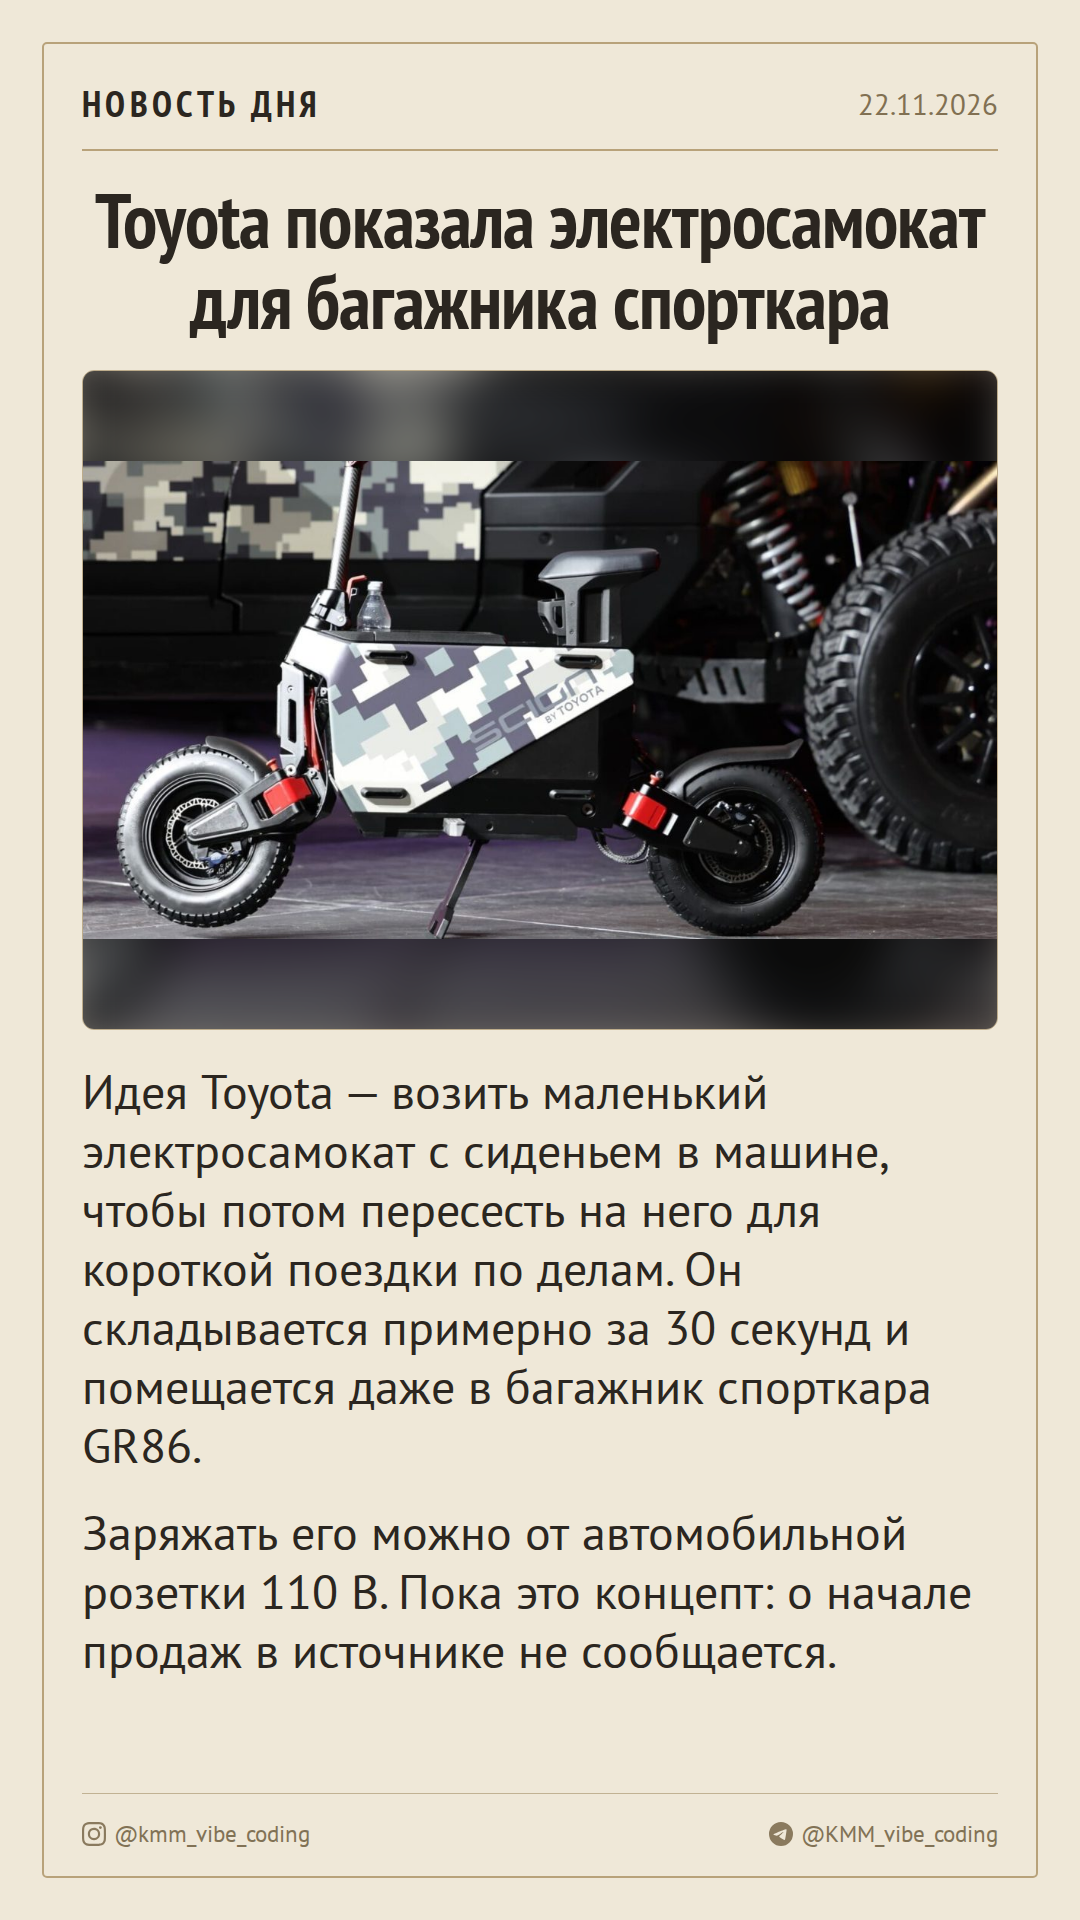 НОВОСТЬ ДНЯ
22.11.2026
Toyota показала электросамокат
для багажника спорткара
SCION
BY TOYOTA
Идея Toyota — возить маленький
электросамокат с сиденьем в машине,
чтобы потом пересесть на него для
короткой поездки по делам. Он
складывается примерно за 30 секунд и
помещается даже в багажник спорткара
GR86.
Заряжать его можно от автомобильной
розетки 110 В. Пока это концепт: о начале
продаж в источнике не сообщается.
@kmm_vibe_coding
@KMM_vibe_coding